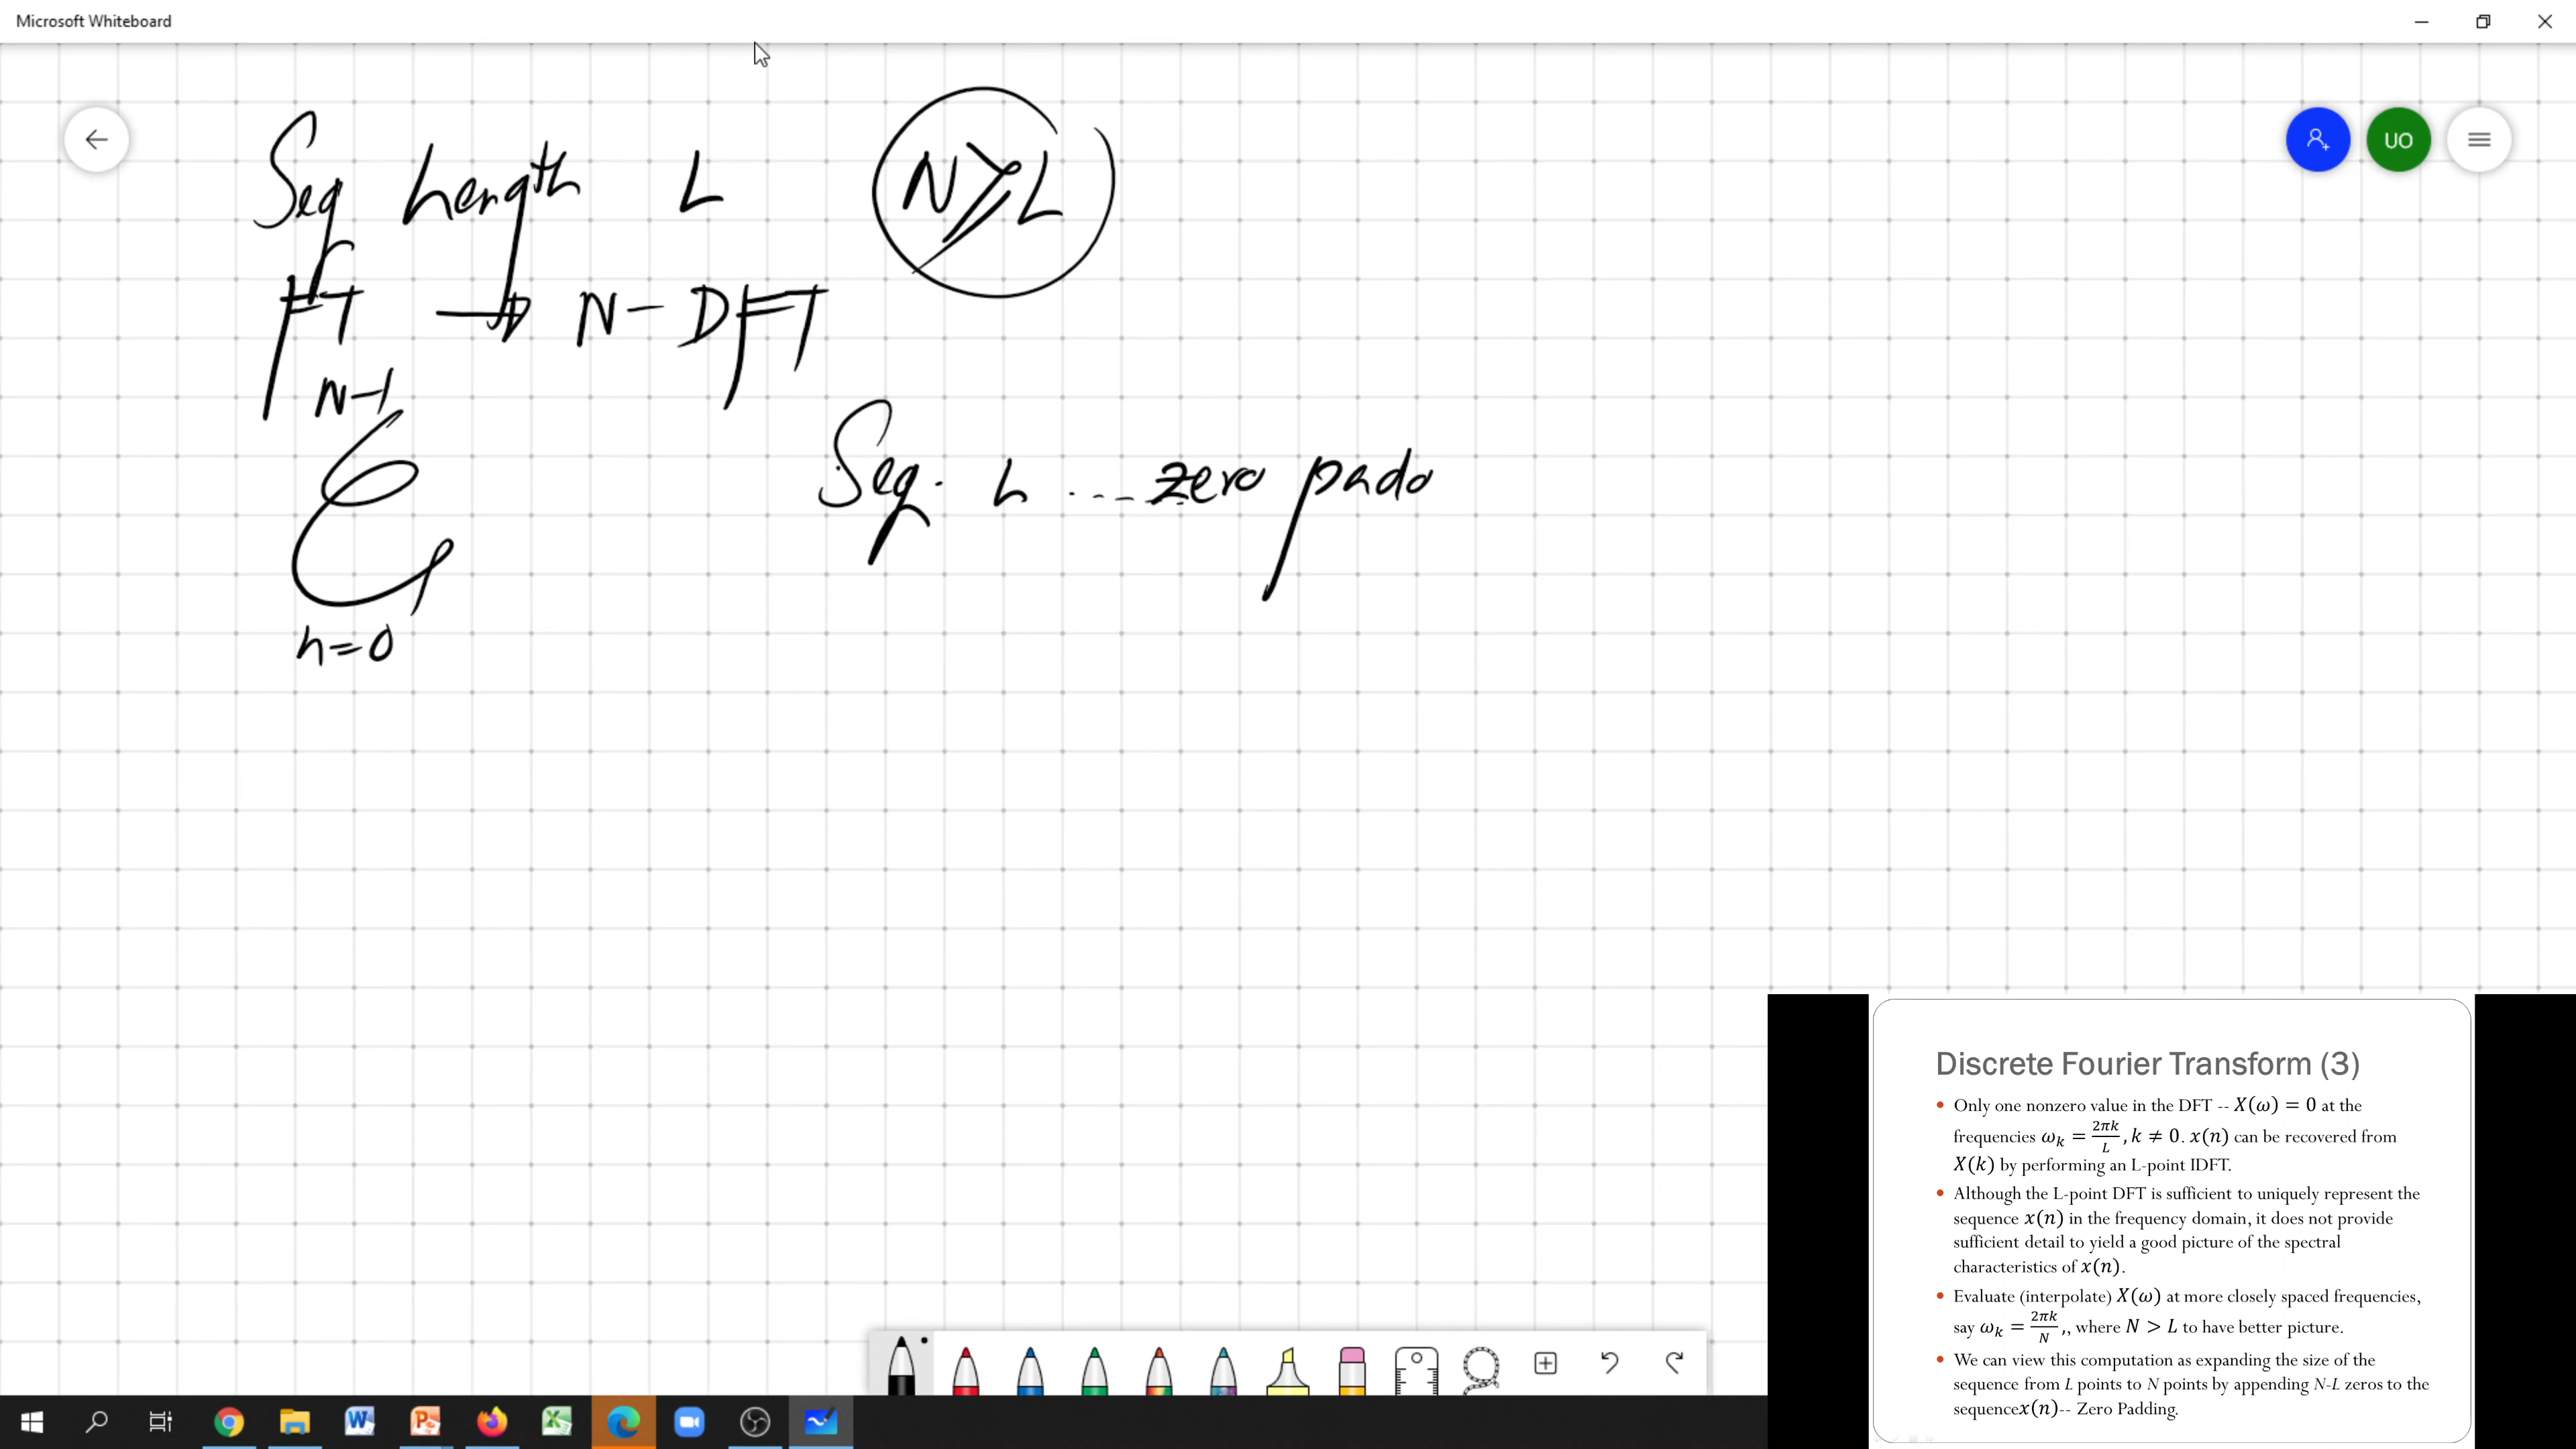 Microsoft Whiteboard
Seq Length L N ≥ L
UO
FT → N - DFT
N-1
Seq. L ... zero pado
n=0
Discrete Fourier Transform (3)
• Only one nonzero value in the DFT -- X(ω) = 0 at the
frequencies ωₖ = 2πk/L, k ≠ 0. x(n) can be recovered from
X(k) by performing an L-point IDFT.
• Although the L-point DFT is sufficient to uniquely represent the
sequence x(n) in the frequency domain, it does not provide
sufficient detail to yield a good picture of the spectral
characteristics of x(n).
• Evaluate (interpolate) X(ω) at more closely spaced frequencies,
say ωₖ = 2πk/N,, where N > L to have better picture.
• We can view this computation as expanding the size of the
sequence from L points to N points by appending N-L zeros to the
sequencex(n)-- Zero Padding.